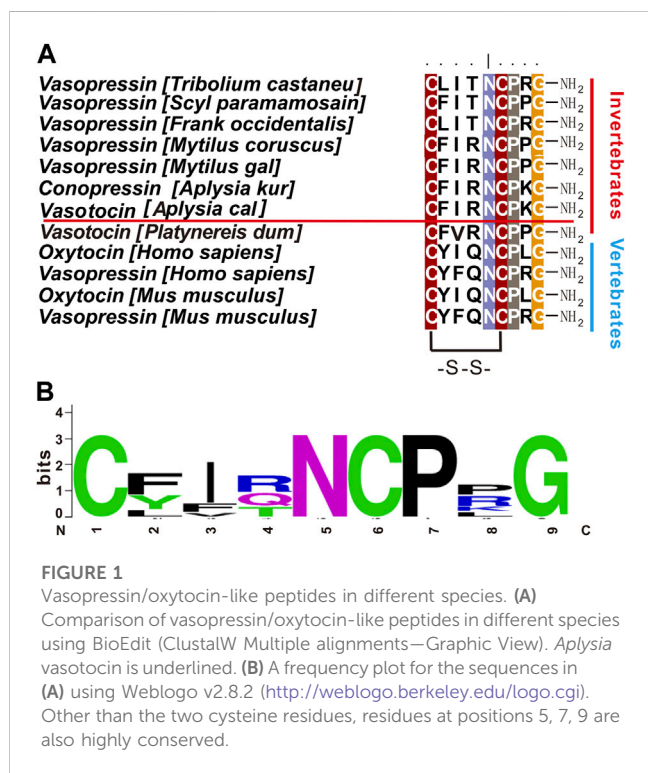 A
. . . . | . . . .
Vasopressin [Tribolium castaneu] CLITNCPRG-NH2
Vasopressin [Scyl paramamosain] CFITNCPPG-NH2
Vasopressin [Frank occidentalis] CLITNCPRG-NH2
Vasopressin [Mytilus coruscus] CFIRNCPPG-NH2
Vasopressin [Mytilus gal] CFIRNCPPG-NH2
Conopressin [Aplysia kur] CFIRNCPKG-NH2
Vasotocin [Aplysia cal] CFIRNCPKG-NH2
Vasotocin [Platynereis dum] CFVRNCPPG-NH2
Oxytocin [Homo sapiens] CYIQNCPLG-NH2
Vasopressin [Homo sapiens] CYFQNCPRG-NH2
Oxytocin [Mus musculus] CYIQNCPLG-NH2
Vasopressin [Mus musculus] CYFQNCPRG-NH2
Invertebrates
Vertebrates
-S-S-
B
bits
4
3
2
1
0
C F I R N C P P G
Y F Q R
L V T K
N 1 2 3 4 5 6 7 8 9 C
FIGURE 1
Vasopressin/oxytocin-like peptides in different species. (A)
Comparison of vasopressin/oxytocin-like peptides in different species
using BioEdit (ClustalW Multiple alignments—Graphic View). Aplysia
vasotocin is underlined. (B) A frequency plot for the sequences in
(A) using Weblogo v2.8.2 (http://weblogo.berkeley.edu/logo.cgi).
Other than the two cysteine residues, residues at positions 5, 7, 9 are
also highly conserved.